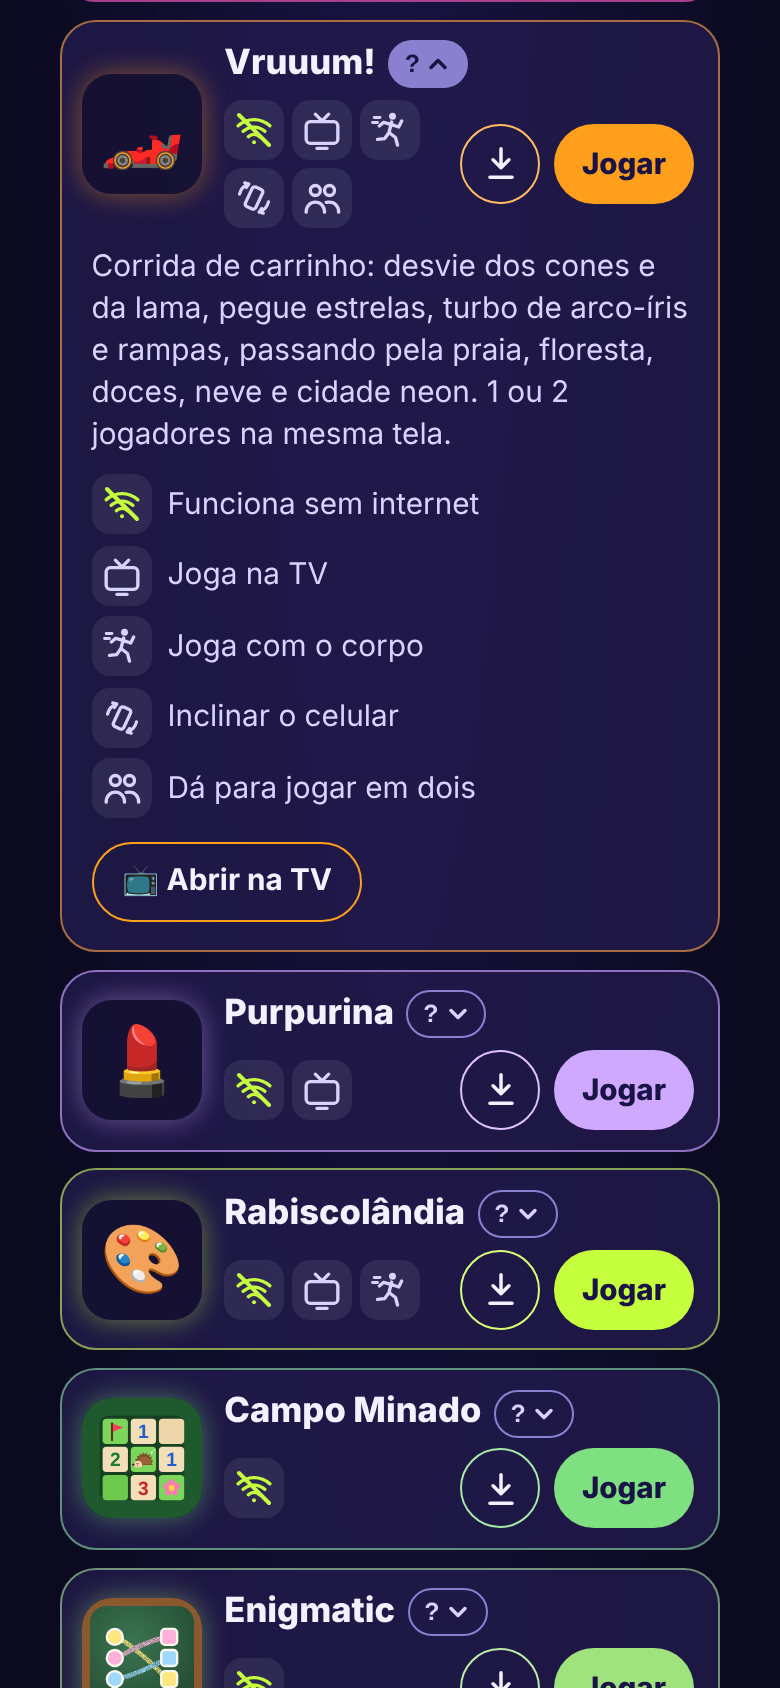 Vruuum!
?
Jogar
Corrida de carrinho: desvie dos cones e
da lama, pegue estrelas, turbo de arco-íris
e rampas, passando pela praia, floresta,
doces, neve e cidade neon. 1 ou 2
jogadores na mesma tela.
Funciona sem internet
Joga na TV
Joga com o corpo
Inclinar o celular
Dá para jogar em dois
Abrir na TV
Purpurina
?
Jogar
Rabiscolândia
?
Jogar
Campo Minado
?
1
2 1
3
Jogar
Enigmatic
?
Jogar